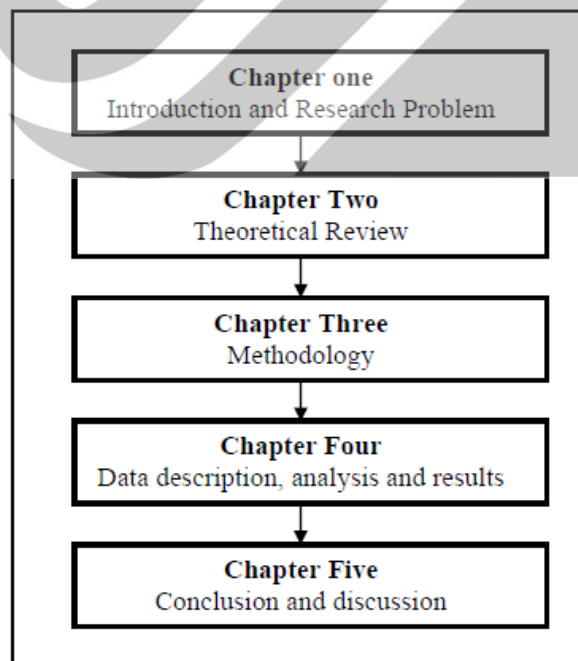 Chapter one
Introduction and Research Problem
Chapter Two
Theoretical Review
Chapter Three
Methodology
Chapter Four
Data description, analysis and results
Chapter Five
Conclusion and discussion